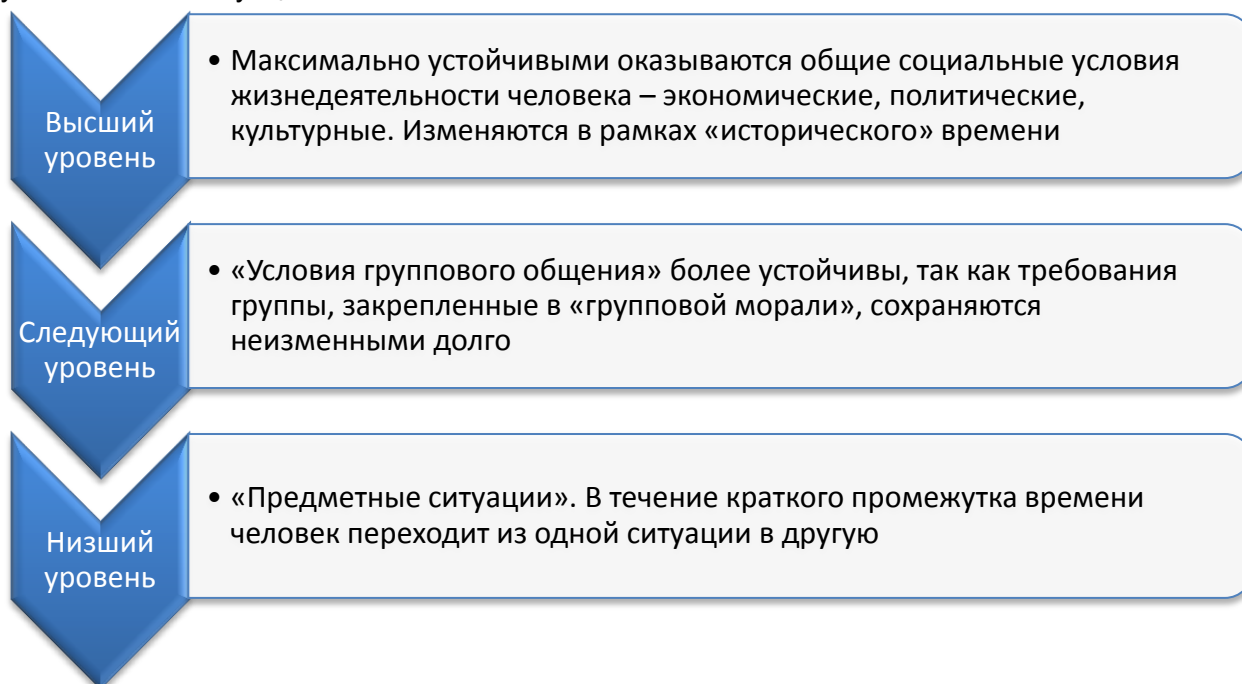 Высший
уровень
• Максимально устойчивыми оказываются общие социальные условия
жизнедеятельности человека – экономические, политические,
культурные. Изменяются в рамках «исторического» времени
Следующий
уровень
• «Условия группового общения» более устойчивы, так как требования
группы, закрепленные в «групповой морали», сохраняются
неизменными долго
Низший
уровень
• «Предметные ситуации». В течение краткого промежутка времени
человек переходит из одной ситуации в другую